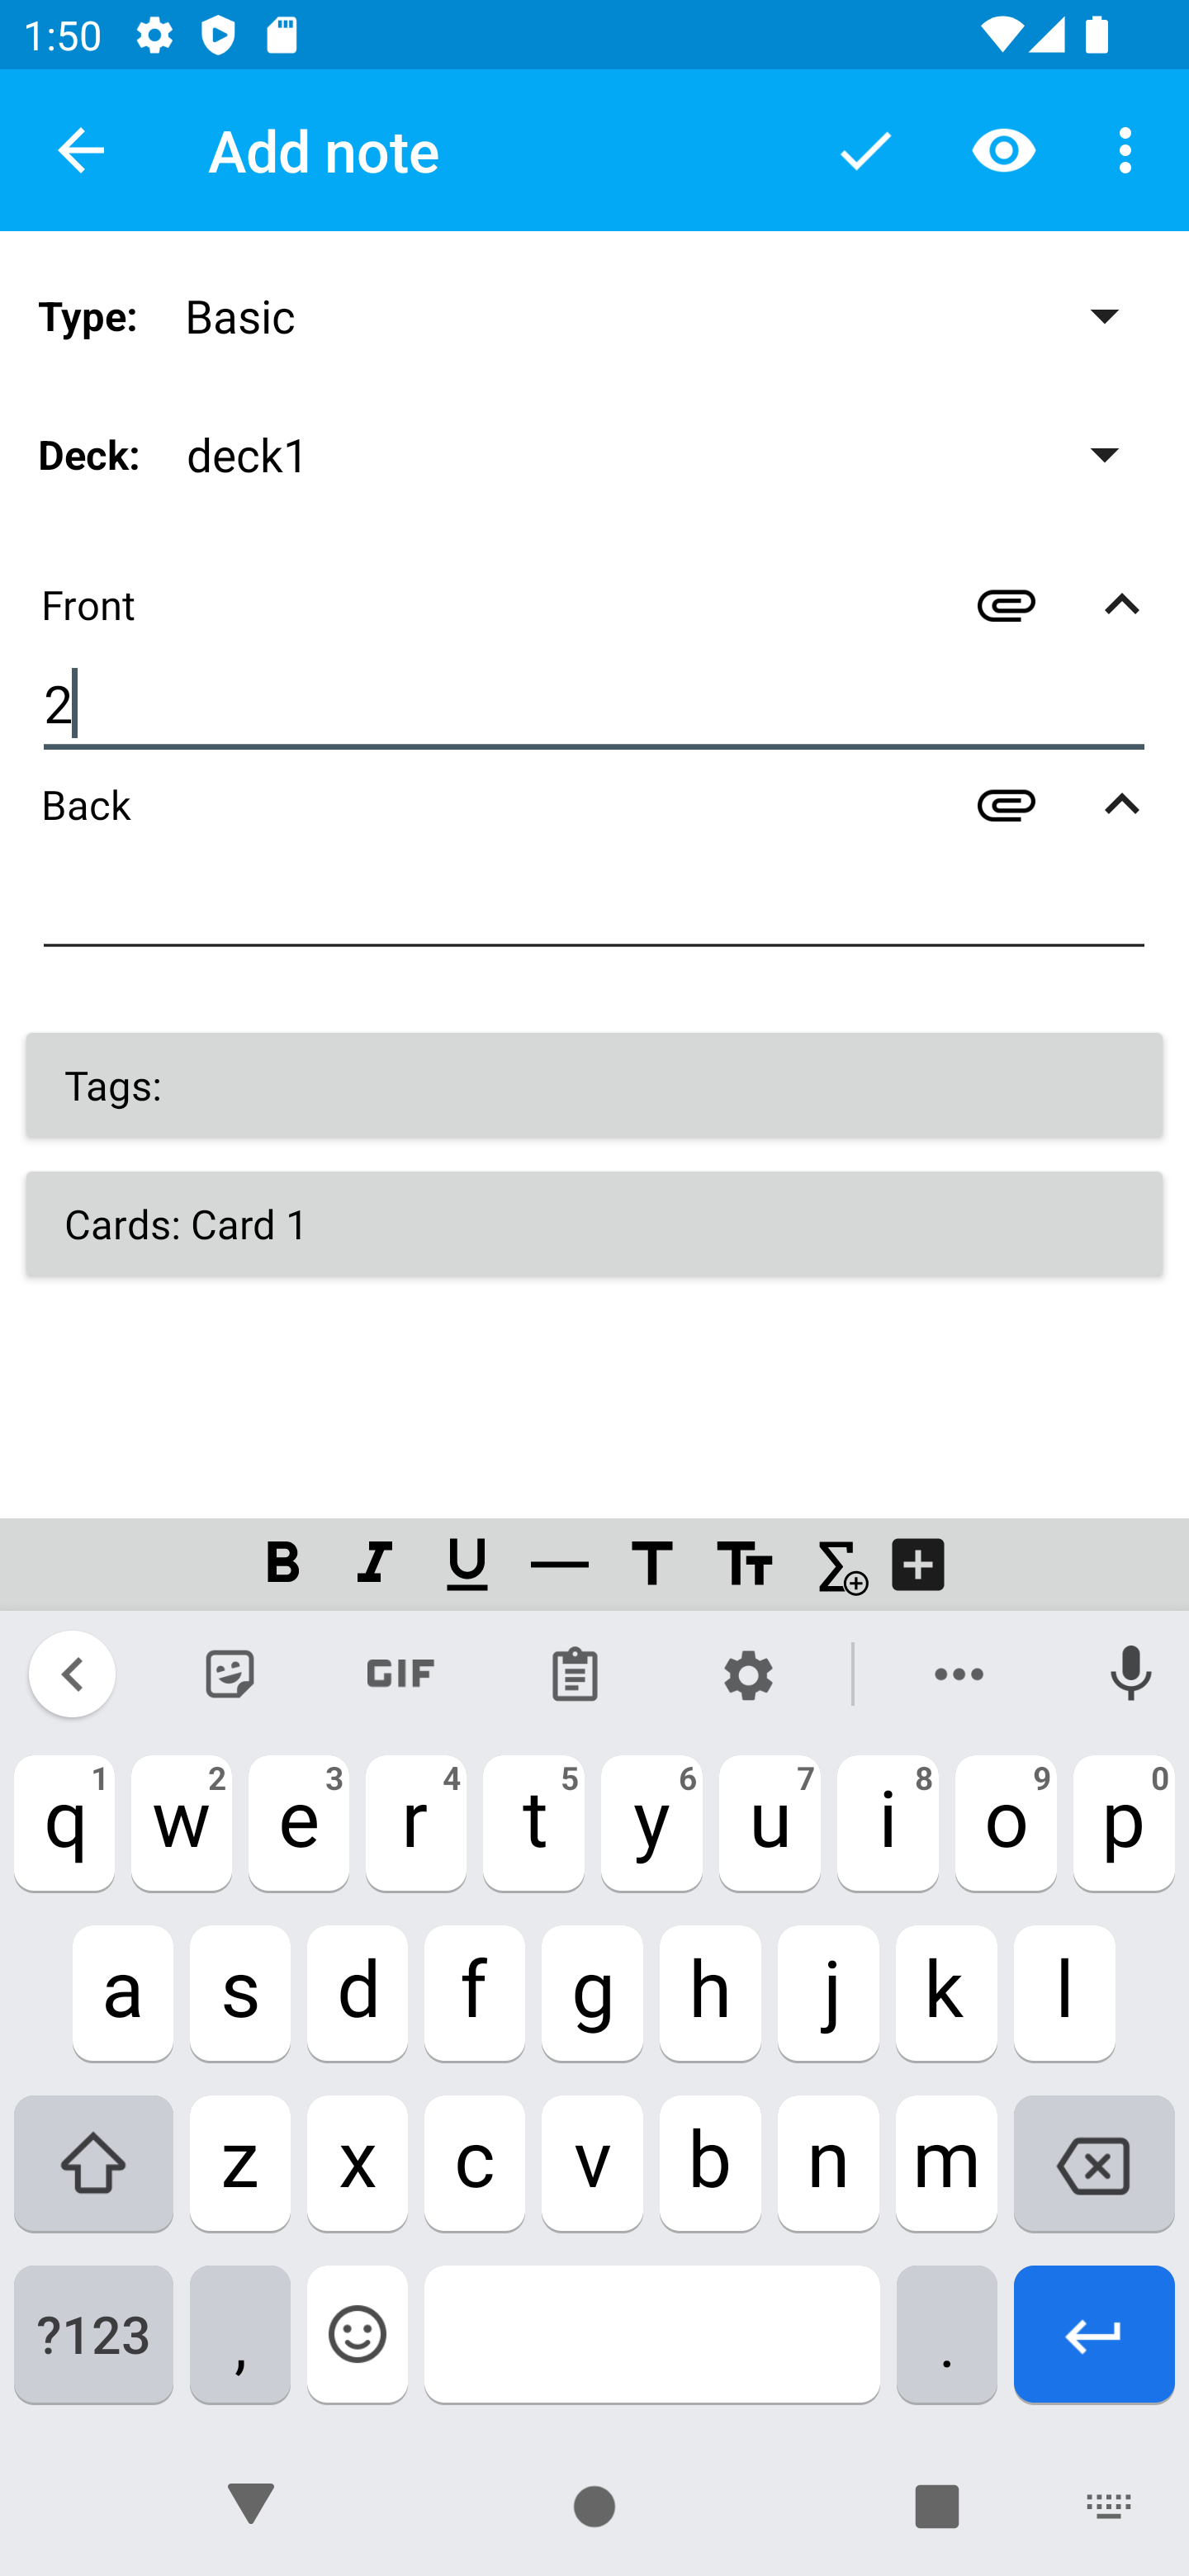 1:50
Add note
Type: Basic
Deck: deck1
Front
2
Back
Tags:
Cards: Card 1
B I U T Tт
GIF
1 2 3 4 5 6 7 8 9 0
q w e r t y u i o p
a s d f g h j k l
z x c v b n m
?123 , .